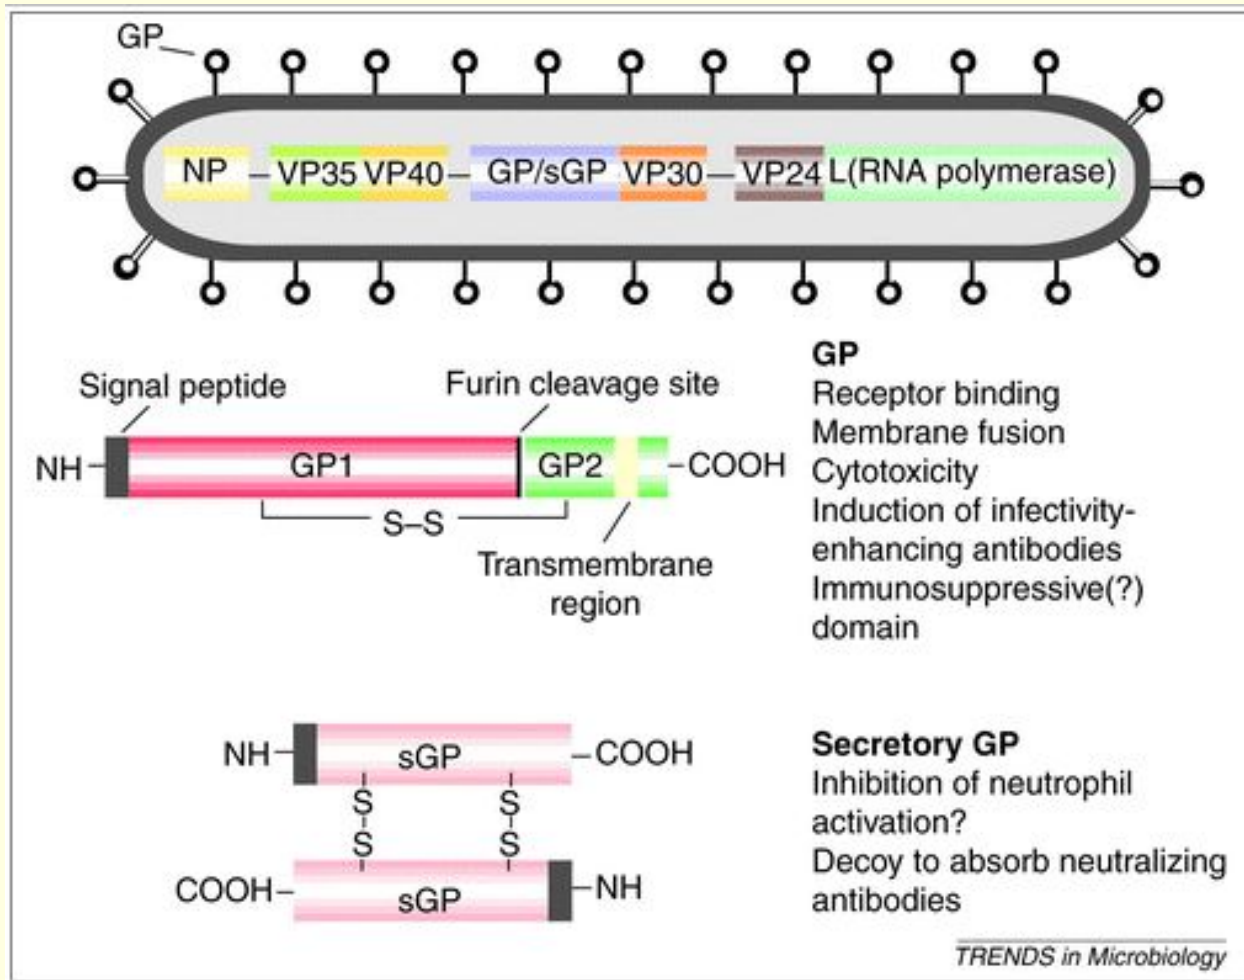 GP
NP
VP35
VP40
GP/sGP
VP30
VP24
L(RNA polymerase)
Signal peptide
Furin cleavage site
NH
GP1
GP2
COOH
S–S
Transmembrane
region
GP
Receptor binding
Membrane fusion
Cytotoxicity
Induction of infectivity-
enhancing antibodies
Immunosuppressive(?)
domain
NH
sGP
COOH
S
S
S
S
COOH
sGP
NH
Secretory GP
Inhibition of neutrophil
activation?
Decoy to absorb neutralizing
antibodies
TRENDS in Microbiology